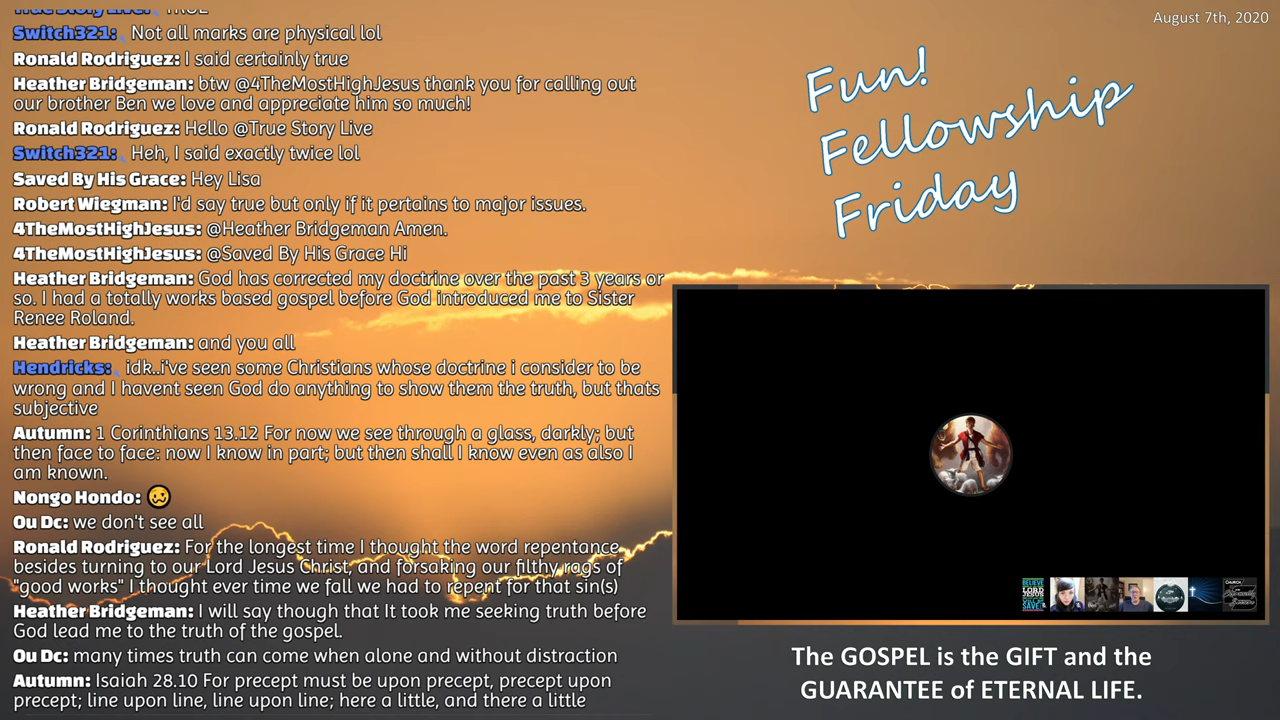 TRUE
Switch321: Not all marks are physical lol
Ronald Rodriguez: I said certainly true
Heather Bridgeman: btw @4TheMostHighJesus thank you for calling out
our brother Ben we love and appreciate him so much!
Ronald Rodriguez: Hello @True Story Live
Switch321: Heh, I said exactly twice lol
Saved By His Grace: Hey Lisa
Robert Wiegman: I'd say true but only if it pertains to major issues.
4TheMostHighJesus: @Heather Bridgeman Amen.
4TheMostHighJesus: @Saved By His Grace Hi
Heather Bridgeman: God has corrected my doctrine over the past 3 years or
so. I had a totally works based gospel before God introduced me to Sister
Renee Roland.
Heather Bridgeman: and you all
Hendricks: idk..i've seen some Christians whose doctrine i consider to be
wrong and I havent seen God do anything to show them the truth, but thats
subjective
Autumn: 1 Corinthians 13.12 For now we see through a glass, darkly; but
then face to face: now I know in part; but then shall I know even as also I
am known.
Nongo Hondo: 🥴
Ou Dc: we don't see all
Ronald Rodriguez: For the longest time I thought the word repentance
besides turning to our Lord Jesus Christ, and forsaking our filthy rags of
"good works" I thought ever time we fall we had to repent for that sin(s)
Heather Bridgeman: I will say though that It took me seeking truth before
God lead me to the truth of the gospel.
Ou Dc: many times truth can come when alone and without distraction
Autumn: Isaiah 28.10 For precept must be upon precept, precept upon
precept; line upon line, line upon line; here a little, and there a little
August 7th, 2020
Fun!
Fellowship
Friday
BELIEVE
LORD
JESUS
SAVE
CHURCH
The GOSPEL is the GIFT and the
GUARANTEE of ETERNAL LIFE.